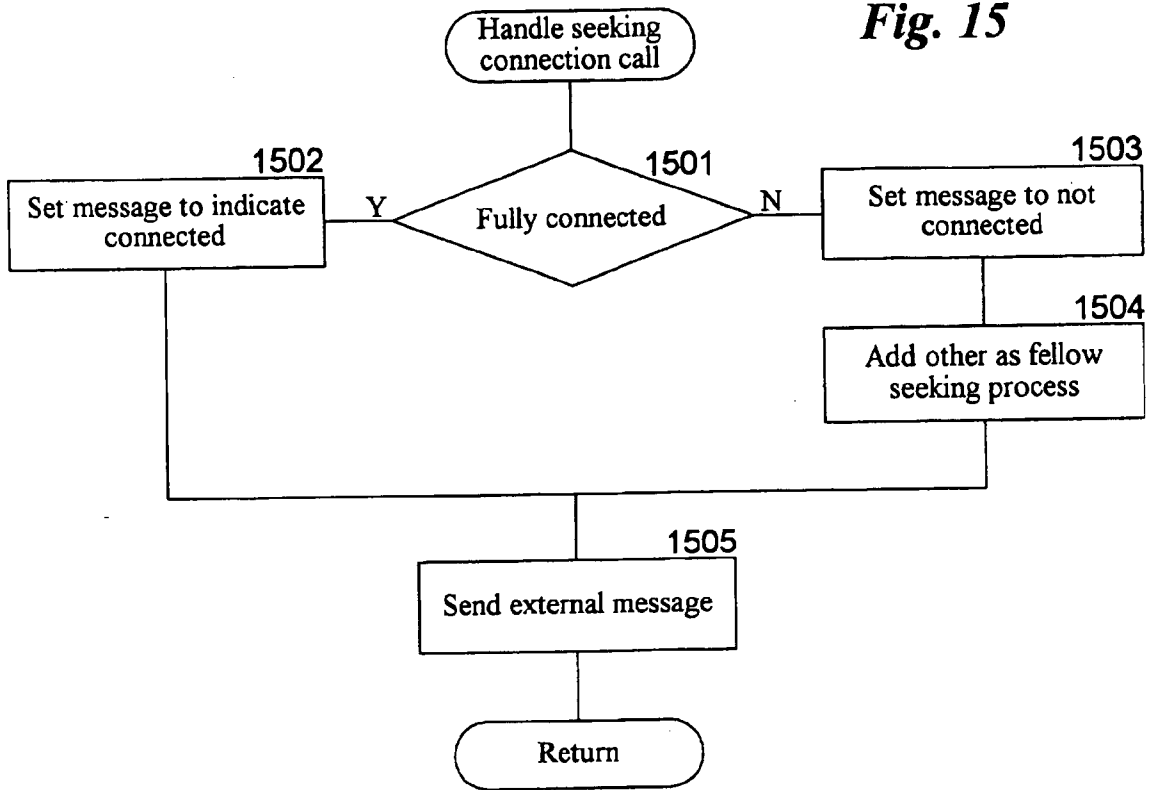 Fig. 15
Handle seeking
connection call
1501
Fully connected
Y
N
1502
Set message to indicate
connected
1503
Set message to not
connected
1504
Add other as fellow
seeking process
1505
Send external message
Return